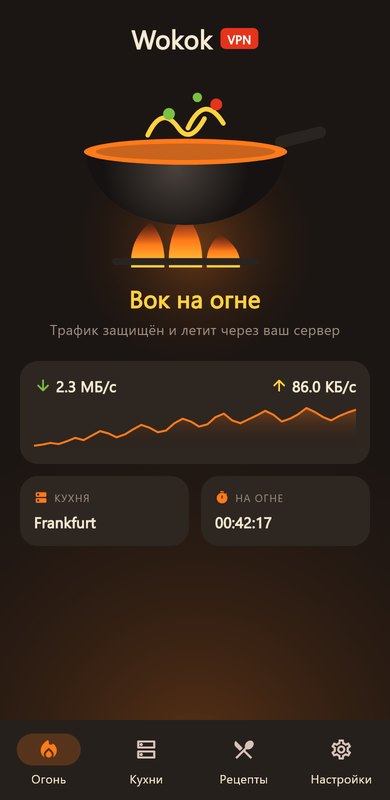 Wokok VPN
Вок на огне
Трафик защищён и летит через ваш сервер
2.3 МБ/с
86.0 КБ/с
КУХНЯ
Frankfurt
НА ОГНЕ
00:42:17
Огонь
Кухни
Рецепты
Настройки